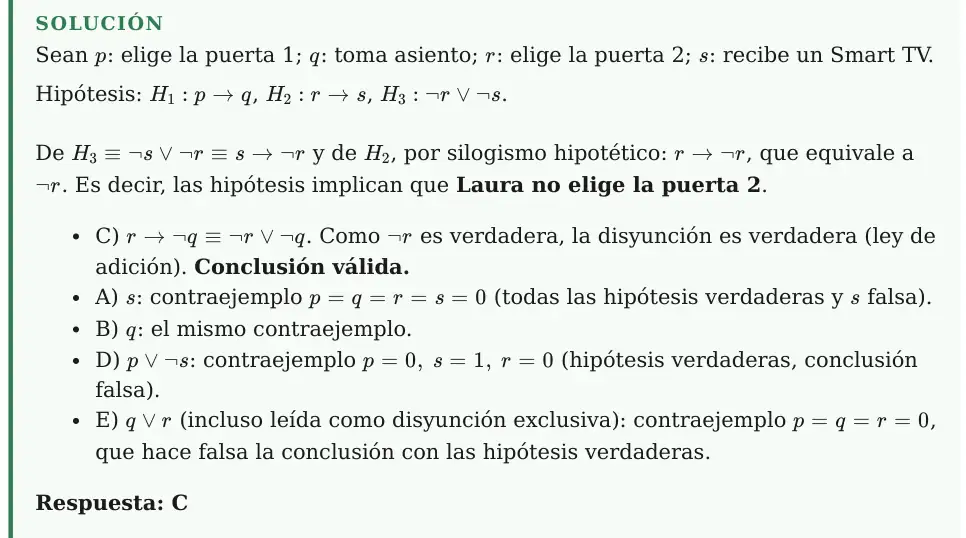 SOLUCIÓN
Sean p: elige la puerta 1; q: toma asiento; r: elige la puerta 2; s: recibe un Smart TV.
Hipótesis: H₁ : p → q, H₂ : r → s, H₃ : ¬r ∨ ¬s.
De H₃ ≡ ¬s ∨ ¬r ≡ s → ¬r y de H₂, por silogismo hipotético: r → ¬r, que equivale a
¬r. Es decir, las hipótesis implican que Laura no elige la puerta 2.
• C) r → ¬q ≡ ¬r ∨ ¬q. Como ¬r es verdadera, la disyunción es verdadera (ley de
adición). Conclusión válida.
• A) s: contraejemplo p = q = r = s = 0 (todas las hipótesis verdaderas y s falsa).
• B) q: el mismo contraejemplo.
• D) p ∨ ¬s: contraejemplo p = 0, s = 1, r = 0 (hipótesis verdaderas, conclusión
falsa).
• E) q ∨ r (incluso leída como disyunción exclusiva): contraejemplo p = q = r = 0,
que hace falsa la conclusión con las hipótesis verdaderas.
Respuesta: C